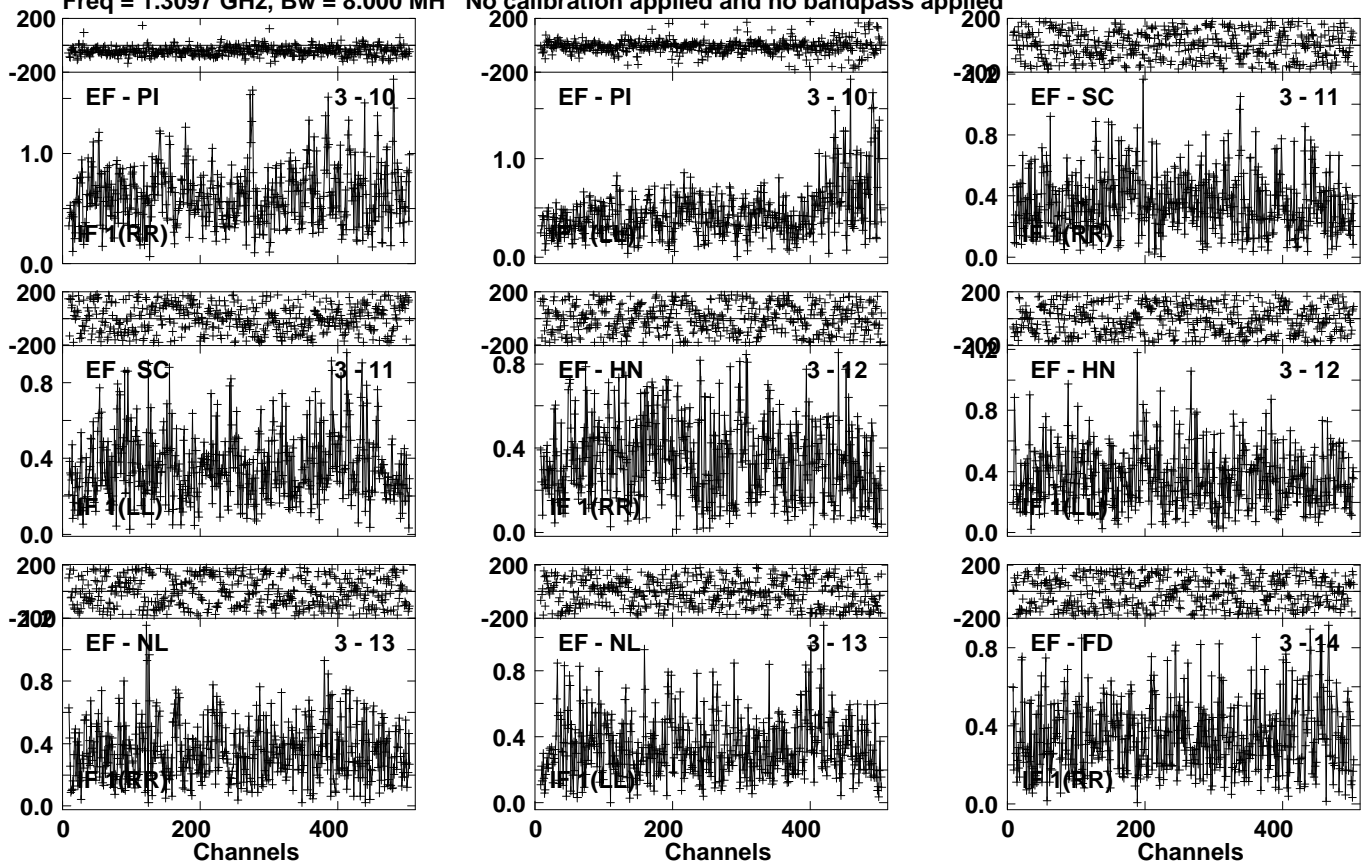 Freq = 1.3097 GHz, Bw = 8.000 MH No calibration applied and no bandpass applied
200
-200
EF - PI 3 - 10
1.0
IF 1(RR)
0.0
EF - PI 3 - 10
1.0
IF 1(LL)
0.0
-200
1.2
EF - SC 3 - 11
0.8
0.4
IF 1(RR)
0.0
200
-200
EF - SC 3 - 11
0.8
0.4
IF 1(LL)
0.0
200
-200
EF - HN 3 - 12
0.8
0.4
IF 1(RR)
0.0
200
-200
1.2
EF - HN 3 - 12
0.8
0.4
IF 1(LL)
0.0
200
-200
1.2
EF - NL 3 - 13
0.8
0.4
IF 1(RR)
0.0
0 200 400
Channels
200
-200
EF - NL 3 - 13
0.8
0.4
IF 1(LL)
0.0
0 200 400
Channels
200
-200
EF - FD 3 - 14
0.8
0.4
IF 1(RR)
0.0
0 200 400
Channels